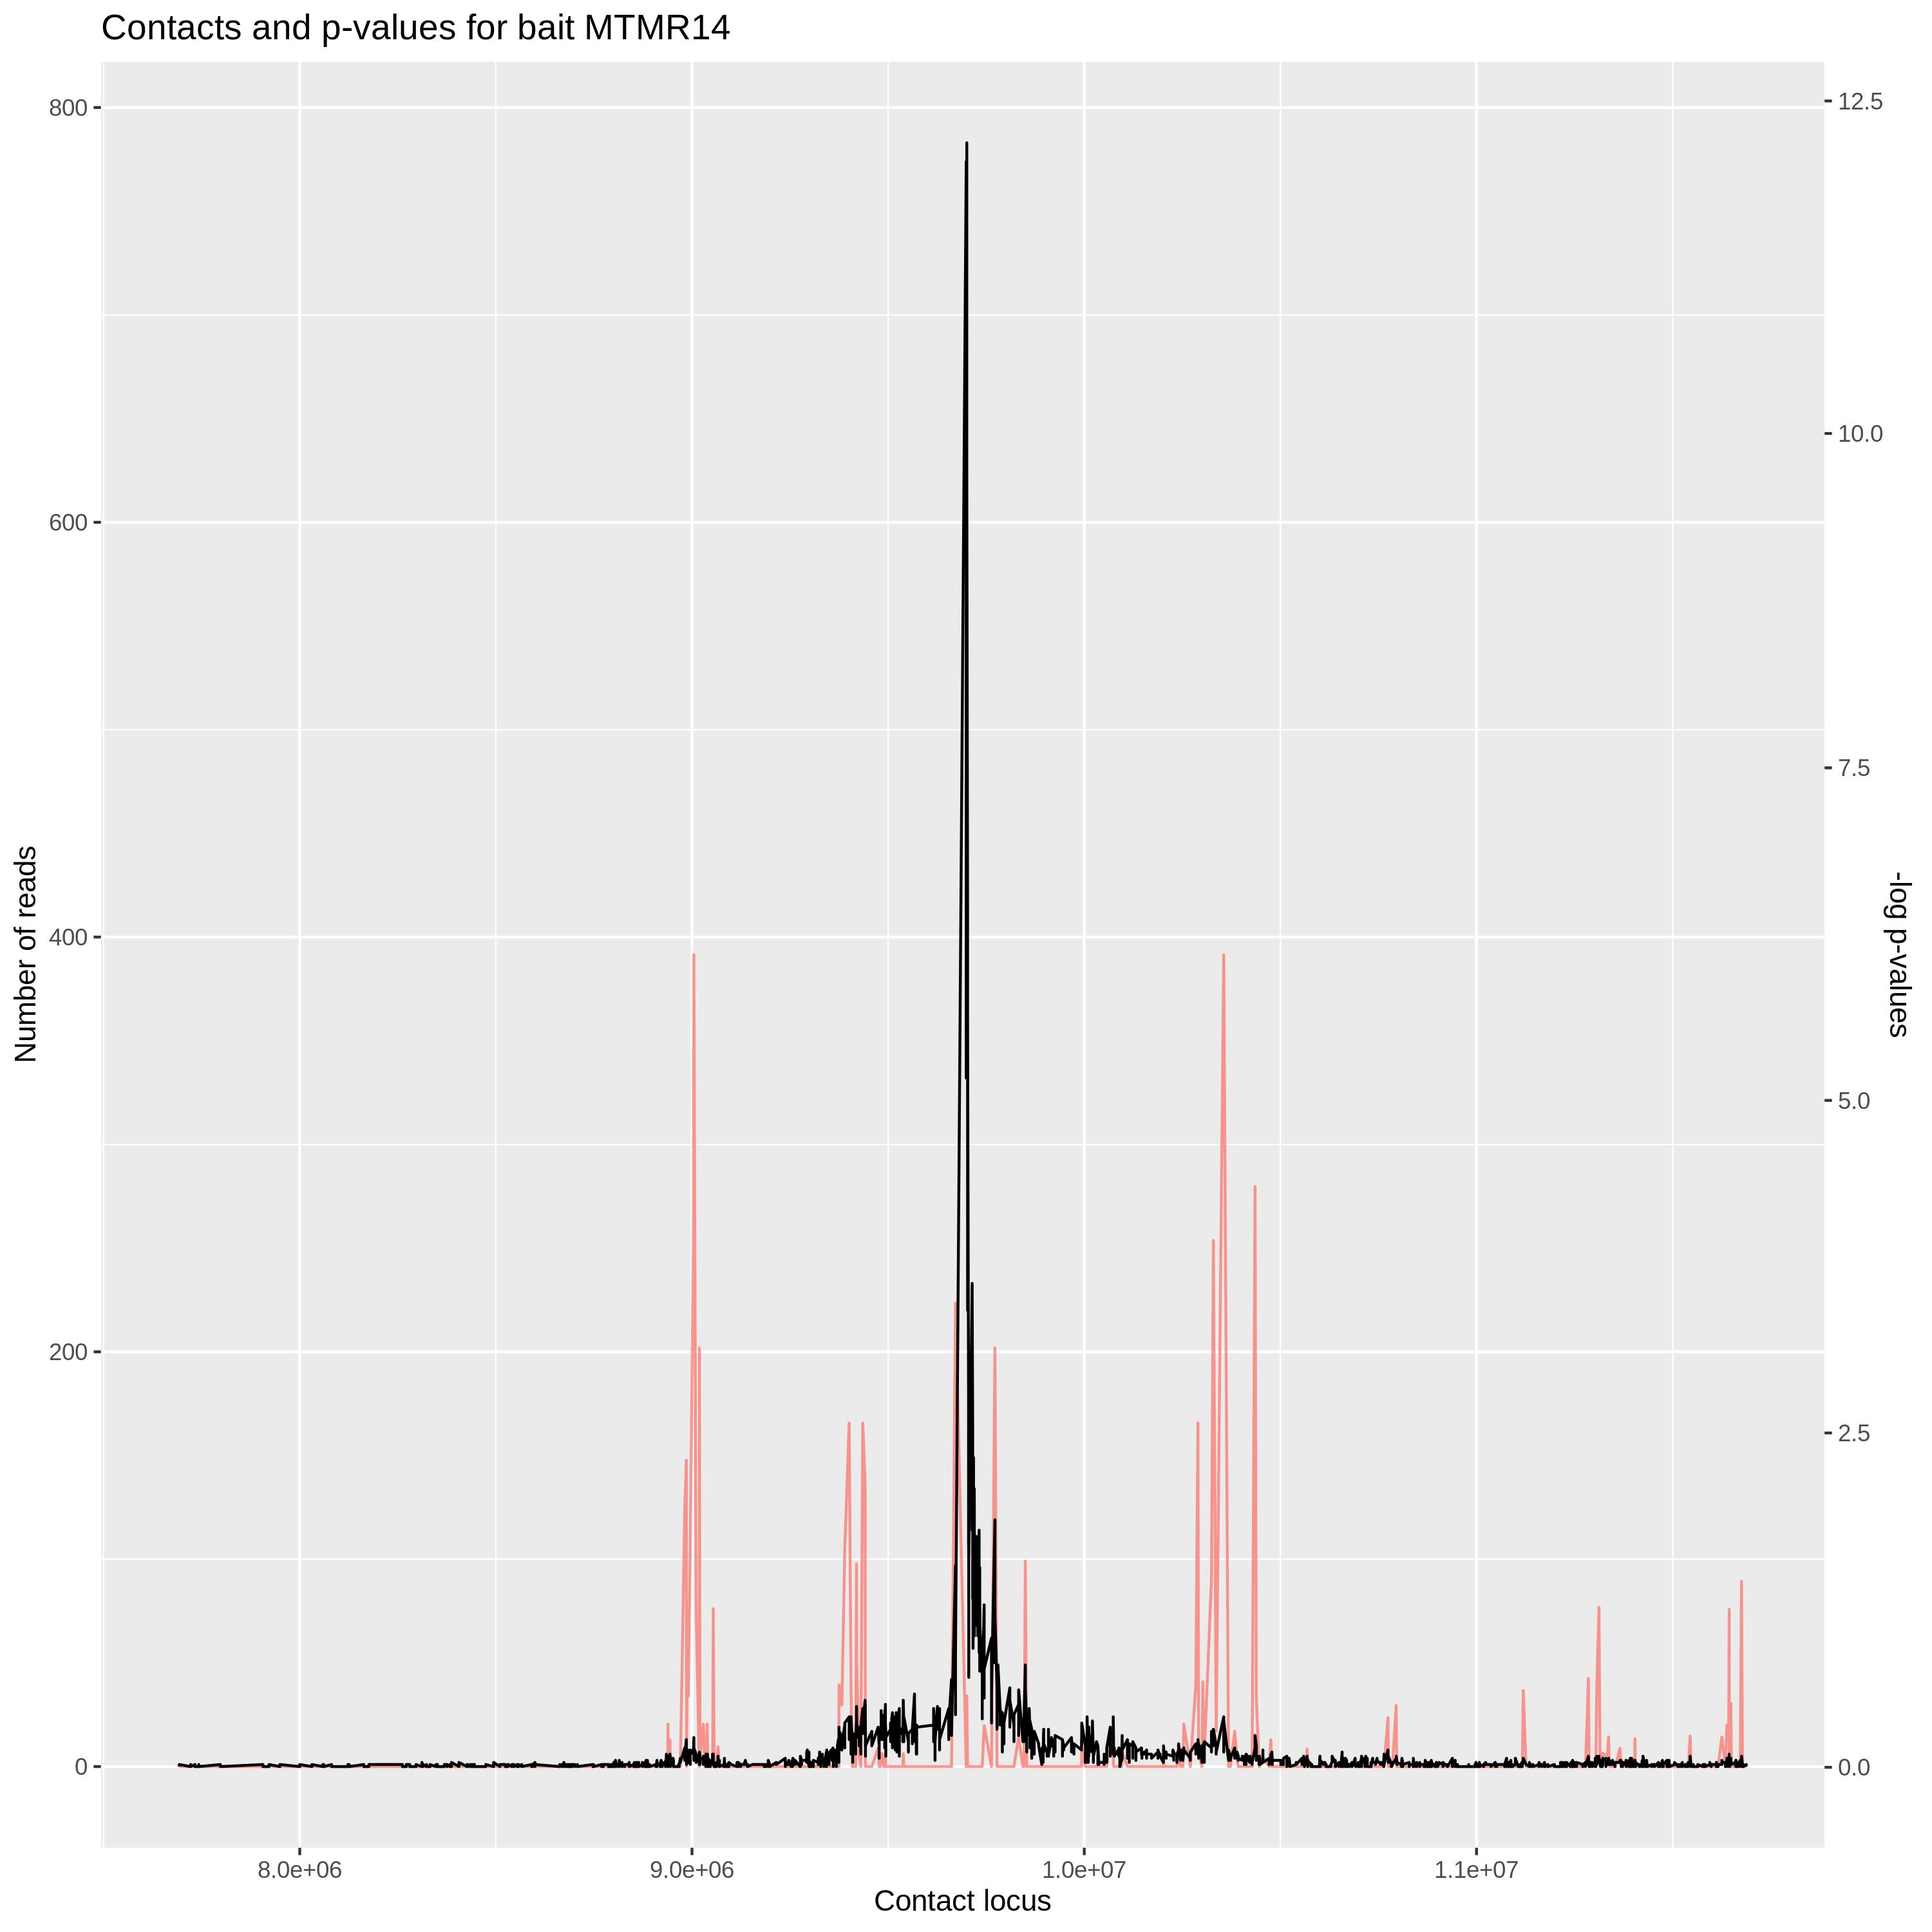 Contacts and p-values for bait MTMR14
800
600
400
200
0
Number of reads
12.5
10.0
7.5
5.0
2.5
0.0
-log p-values
8.0e+06
9.0e+06
1.0e+07
1.1e+07
Contact locus